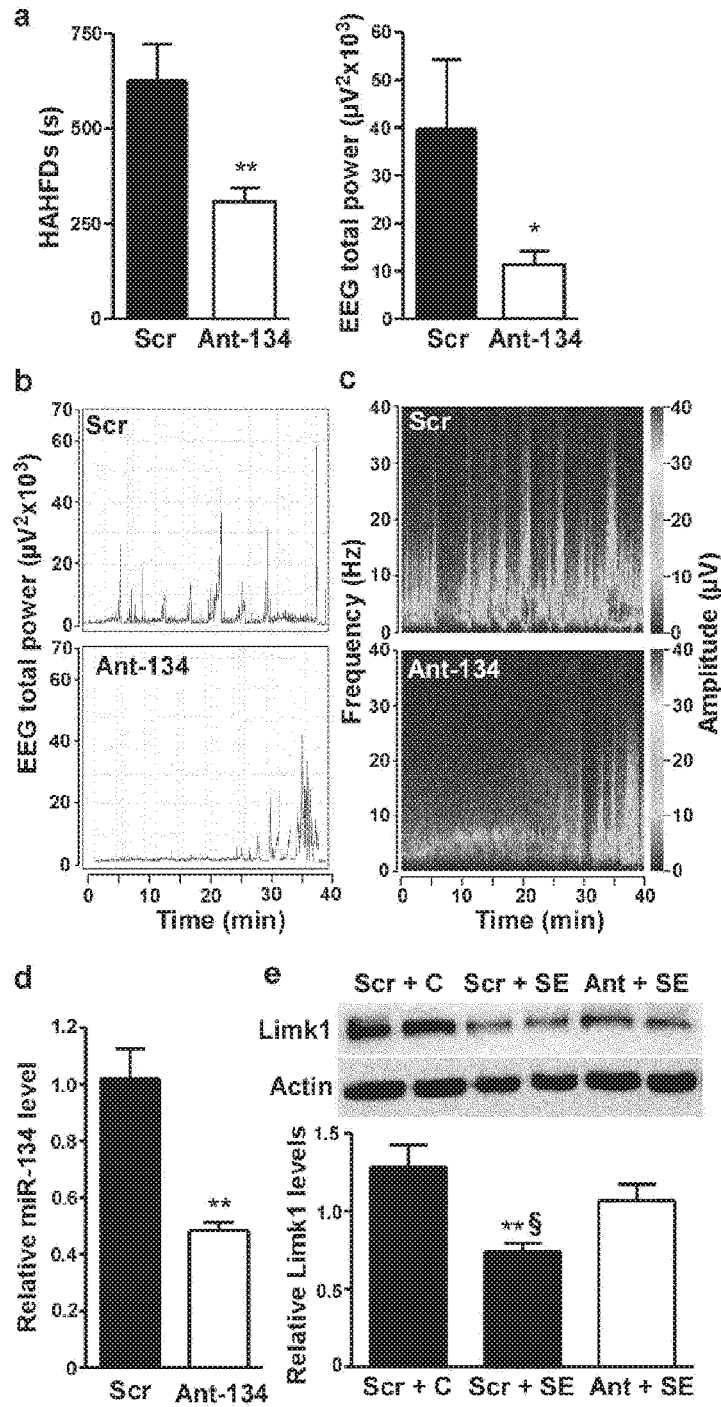 a
HAHFDs (s)
750
500
250
0
**
Scr Ant-134
EEG total power (µV²x10³)
60
50
40
30
20
10
0
*
Scr Ant-134
b
EEG total power (µV²x10³)
70
60
40
20
0
Scr
70
60
40
20
0
Ant-134
0 10 20 30 40
Time (min)
c
Frequency (Hz)
40
30
20
10
0
Scr
40
30
20
10
0
Amplitude (µV)
40
30
20
10
0
Ant-134
40
30
20
10
0
0 10 20 30 40
Time (min)
d
Relative miR-134 level
1.2
1.0
0.8
0.6
0.4
0.2
0
**
Scr Ant-134
e
Scr + C Scr + SE Ant + SE
Limk1
Actin
Relative Limk1 levels
1.5
1.0
0.5
0
**§
Scr + C Scr + SE Ant + SE